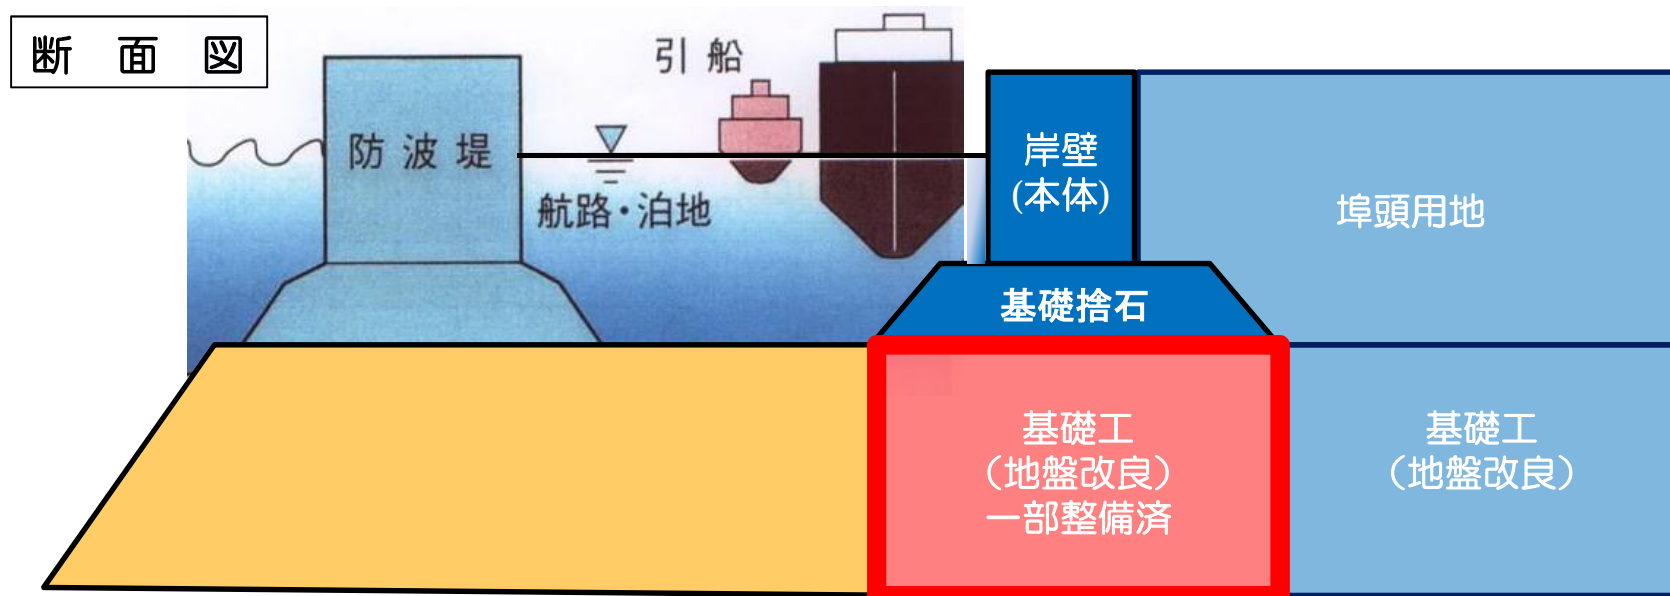 断 面 図
引 船
防 波 堤
航路・泊地
岸壁
(本体)
埠頭用地
基礎捨石
基礎工
（地盤改良）
一部整備済
基礎工
（地盤改良）